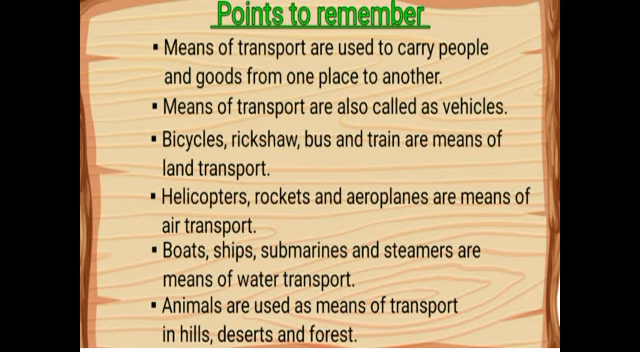 Points to remember
▪ Means of transport are used to carry people
and goods from one place to another.
▪ Means of transport are also called as vehicles.
▪ Bicycles, rickshaw, bus and train are means of
land transport.
▪ Helicopters, rockets and aeroplanes are means of
air transport.
▪ Boats, ships, submarines and steamers are
means of water transport.
▪ Animals are used as means of transport
in hills, deserts and forest.